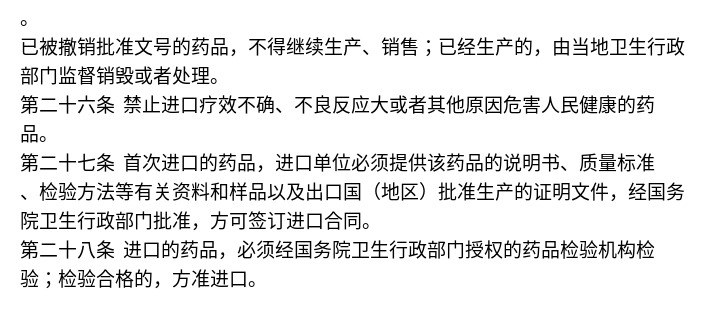 。
已被撤销批准文号的药品，不得继续生产、销售；已经生产的，由当地卫生行政
部门监督销毁或者处理。
第二十六条 禁止进口疗效不确、不良反应大或者其他原因危害人民健康的药
品。
第二十七条 首次进口的药品，进口单位必须提供该药品的说明书、质量标准
、检验方法等有关资料和样品以及出口国（地区）批准生产的证明文件，经国务
院卫生行政部门批准，方可签订进口合同。
第二十八条 进口的药品，必须经国务院卫生行政部门授权的药品检验机构检
验；检验合格的，方准进口。